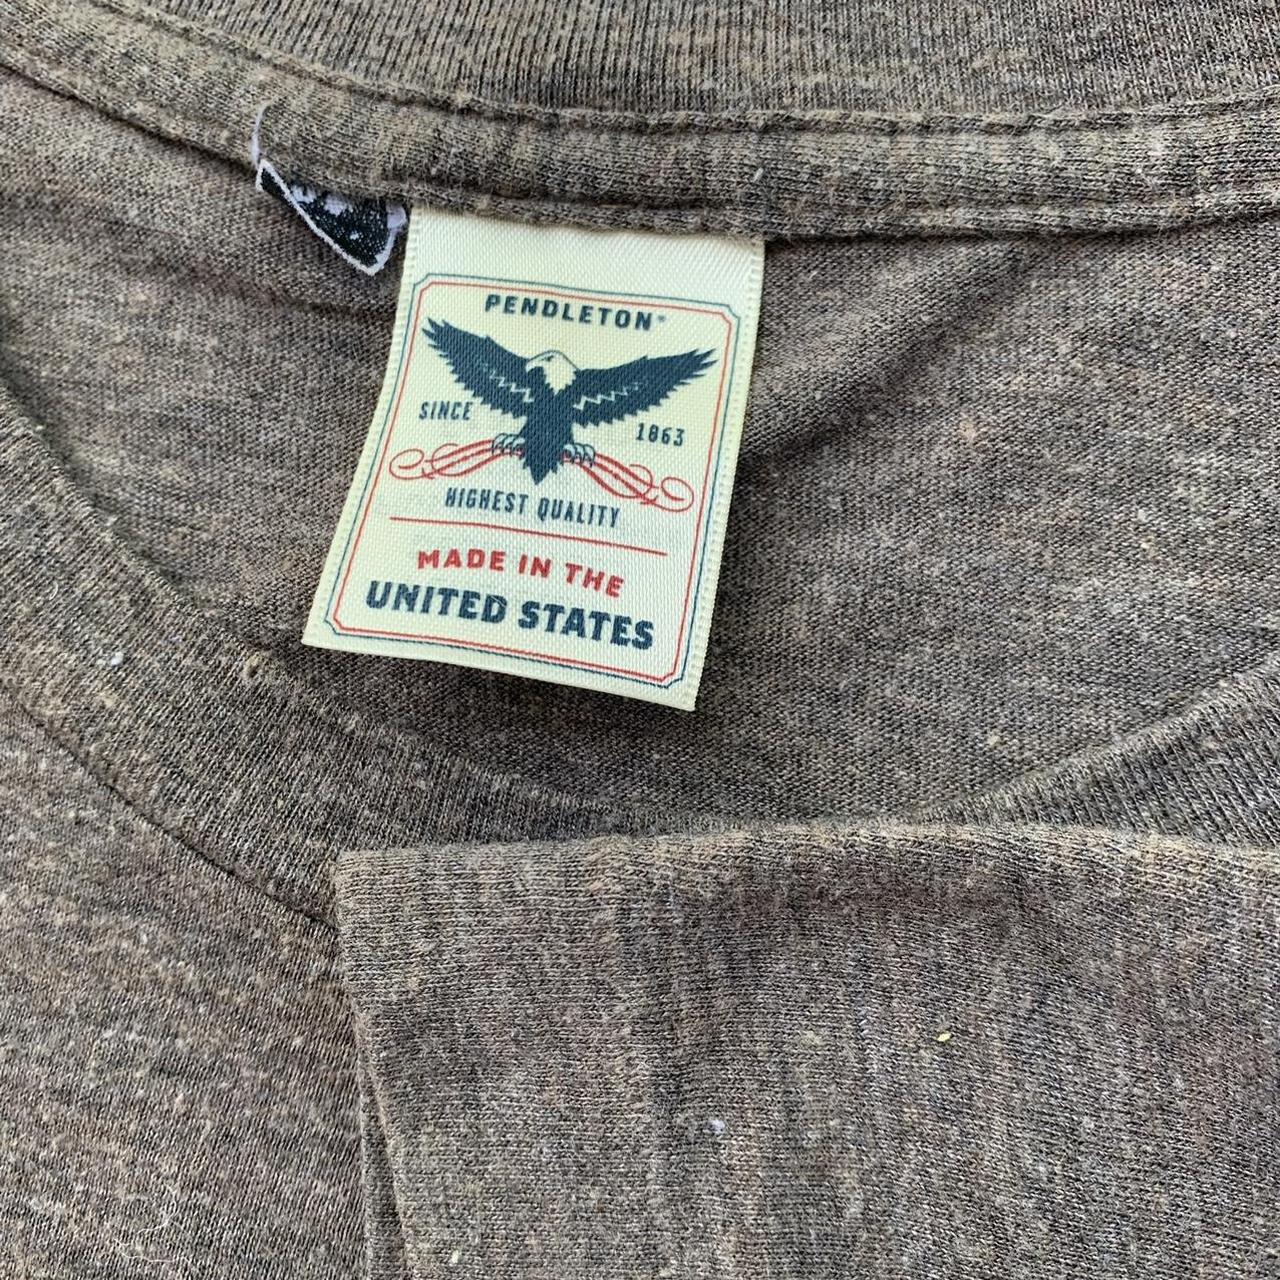 PENDLETON®
SINCE 1863
HIGHEST QUALITY
MADE IN THE
UNITED STATES